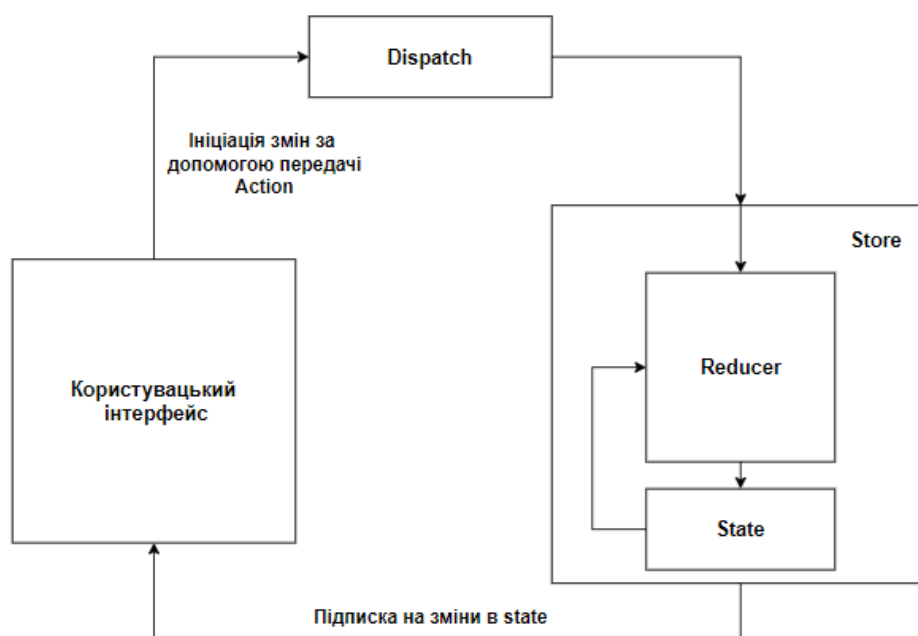 Dispatch
Ініціація змін за
допомогою передачі
Action
Store
Reducer
Користувацький
інтерфейс
State
Підписка на зміни в state